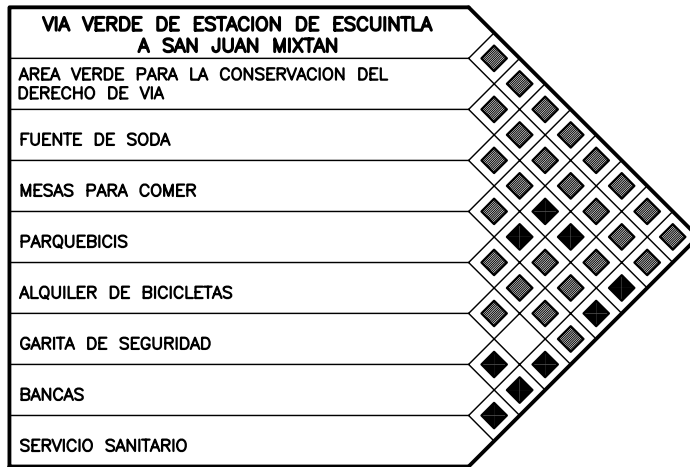 VIA VERDE DE ESTACION DE ESCUINTLA
A SAN JUAN MIXTAN
AREA VERDE PARA LA CONSERVACION DEL
DERECHO DE VIA
FUENTE DE SODA
MESAS PARA COMER
PARQUEBICIS
ALQUILER DE BICICLETAS
GARITA DE SEGURIDAD
BANCAS
SERVICIO SANITARIO